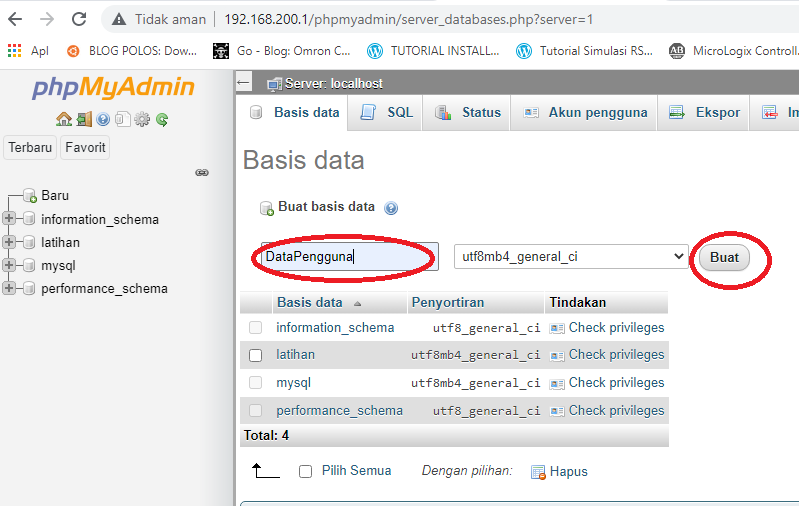 Tidak aman | 192.168.200.1/phpmyadmin/server_databases.php?server=1
Apl BLOG POLOS: Dow... Go - Blog: Omron C... TUTORIAL INSTALL... Tutorial Simulasi RS... AB MicroLogix Controll
phpMyAdmin
Terbaru Favorit
Baru
information_schema
latihan
mysql
performance_schema
Server: localhost
Basis data SQL Status Akun pengguna Ekspor Im
Basis data
Buat basis data
DataPengguna utf8mb4_general_ci Buat
Basis data Penyortiran Tindakan
information_schema utf8_general_ci Check privileges
latihan utf8mb4_general_ci Check privileges
mysql utf8mb4_general_ci Check privileges
performance_schema utf8_general_ci Check privileges
Total: 4
Pilih Semua Dengan pilihan: Hapus